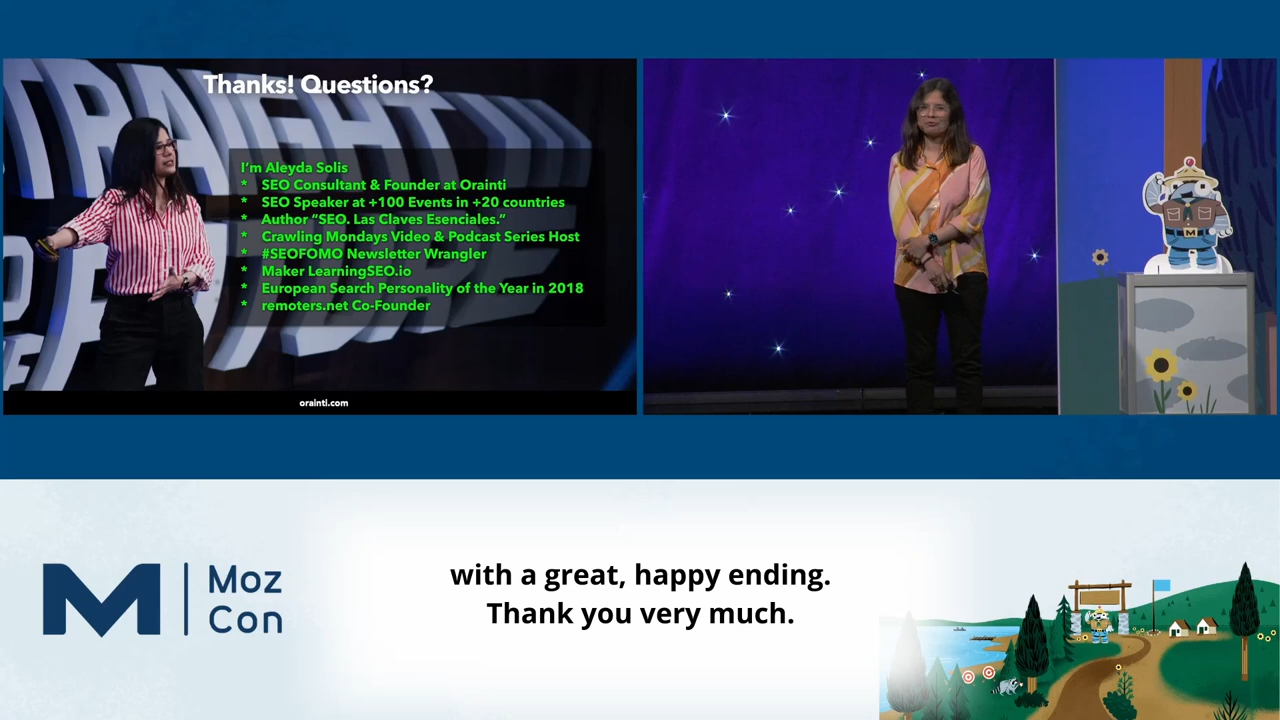 Thanks! Questions?
I'm Aleyda Solis
* SEO Consultant & Founder at Orainti
* SEO Speaker at +100 Events in +20 countries
* Author "SEO. Las Claves Esenciales."
* Crawling Mondays Video & Podcast Series Host
* #SEOFOMO Newsletter Wrangler
* Maker LearningSEO.io
* European Search Personality of the Year in 2018
* remoters.net Co-Founder
orainti.com
M
M
Moz
Con
with a great, happy ending.
Thank you very much.